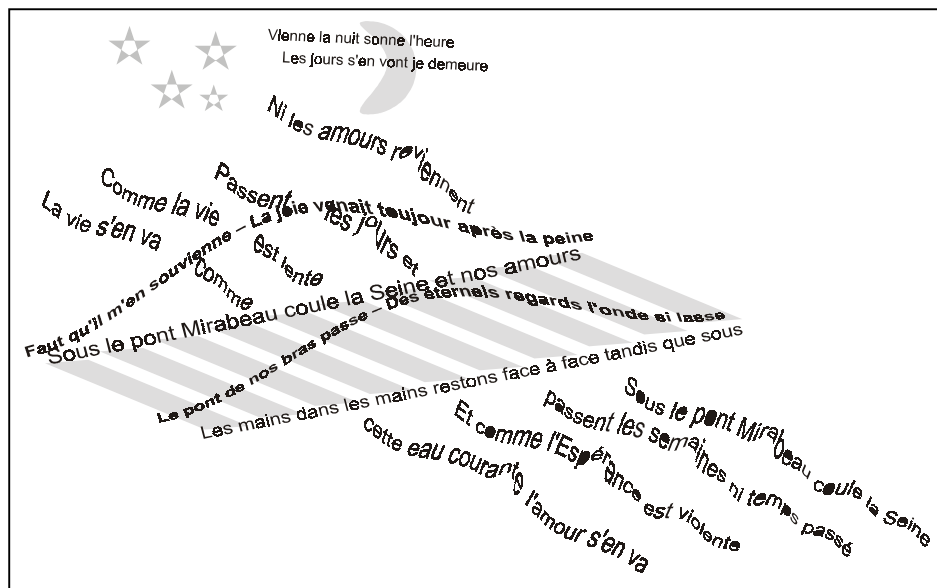 Vienne la nuit sonne l'heure
Les jours s'en vont je demeure
Ni les amours reviennent
Passent les jours et
Comme la vie est lente
La vie s'en va comme
Faut qu'il m'en souvienne – La joie venait toujour après la peine
Sous le pont Mirabeau coule la Seine et nos amours
Le pont de nos bras passe – Des éternels regards l'onde si lasse
Les mains dans les mains restons face à face tandis que sous
Sous le pont Mirabeau coule la Seine
passent les semaines ni temps passé
Et comme l'Espérance est violente
cette eau courante l'amour s'en va